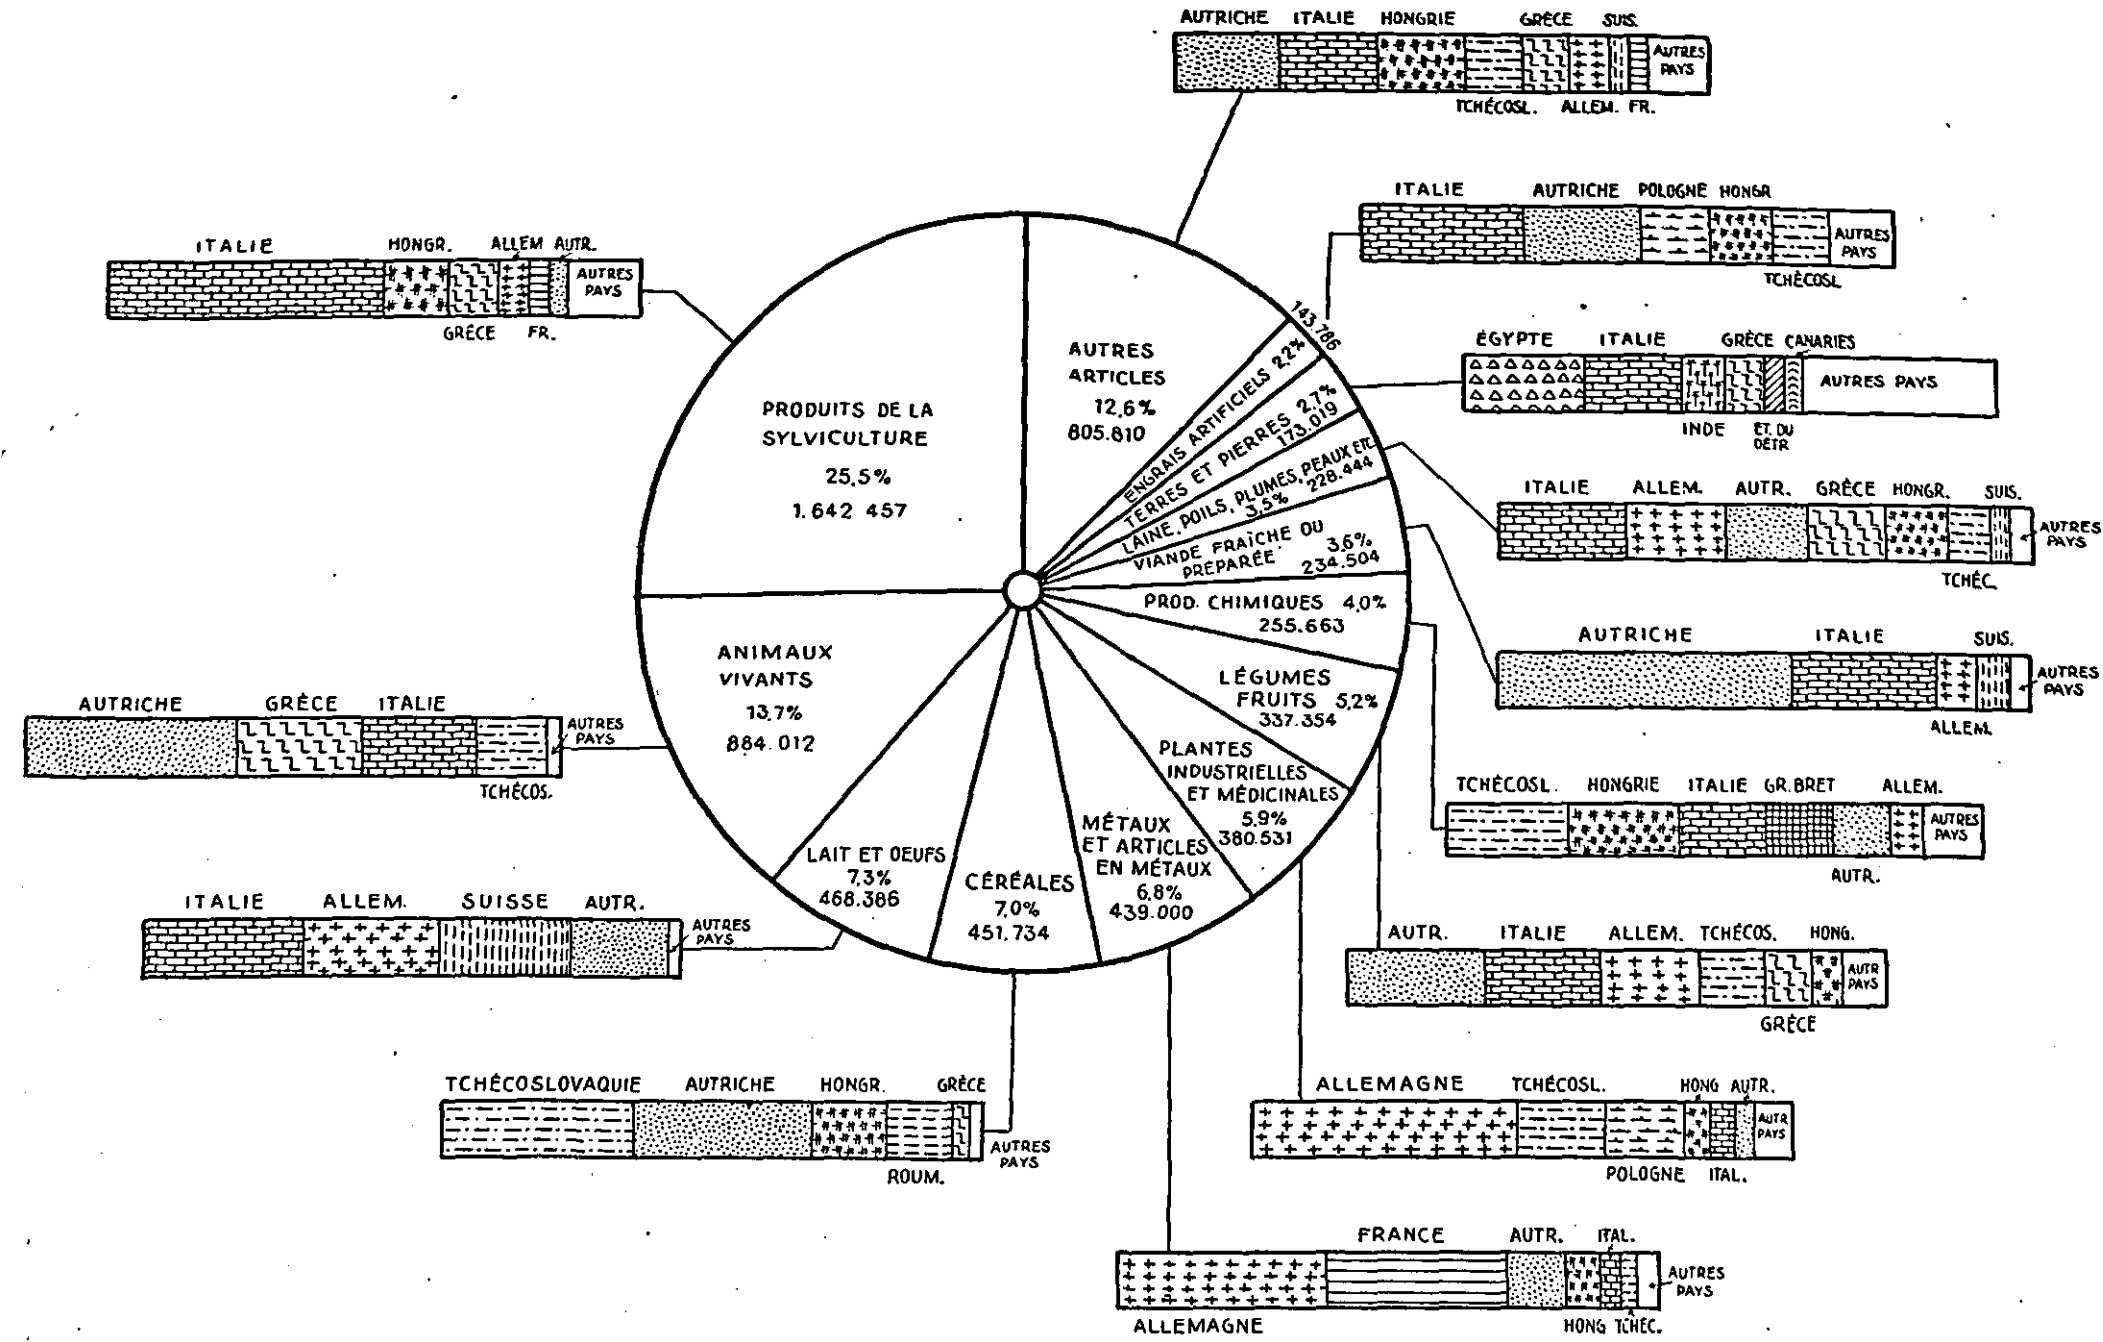 AUTRICHE ITALIE HONGRIE GRÈCE SUIS.
AUTRES
PAYS
TCHÉCOSL. ALLEM. FR.
ITALIE AUTRICHE POLOGNE HONGR
AUTRES
PAYS
TCHÉCOSL
ITALIE HONGR. ALLEM AUTR.
AUTRES
PAYS
GRÈCE FR.
ÉGYPTE ITALIE GRÈCE CANARIES
AUTRES PAYS
INDE ET. DU
DÉTR
ITALIE ALLEM. AUTR. GRÈCE HONGR. SUIS.
AUTRES
PAYS
TCHÉC.
AUTRICHE ITALIE SUIS.
AUTRES
PAYS
ALLEM.
TCHÉCOSL. HONGRIE ITALIE GR. BRET ALLEM.
AUTRES
PAYS
AUTR.
AUTR. ITALIE ALLEM. TCHÉCOS. HONG.
AUTR
PAYS
GRÈCE
ALLEMAGNE TCHÉCOSL. HONG AUTR.
AUTR
PAYS
POLOGNE ITAL.
FRANCE AUTR. ITAL.
AUTRES
PAYS
ALLEMAGNE HONG TCHÉC.
TCHÉCOSLOVAQUIE AUTRICHE HONGR. GRÈCE
AUTRES
PAYS
ROUM.
ITALIE ALLEM. SUISSE AUTR.
AUTRES
PAYS
AUTRICHE GRÈCE ITALIE
AUTRES
PAYS
TCHÉCOS.
PRODUITS DE LA
SYLVICULTURE
25,5%
1.642 457
AUTRES
ARTICLES
12,6%
805.810
ENGRAIS ARTIFICIELS 2,2%
143.786
TERRES ET PIERRES 2,7%
173.019
LAINE, POILS, PLUMES, PEAUX ETC.
3,5% 228.444
VIANDE FRAÎCHE OU
PRÉPARÉE 3,6%
234.504
PROD. CHIMIQUES 4,0%
255.663
LÉGUMES
FRUITS 5,2%
337.354
PLANTES
INDUSTRIELLES
ET MÉDICINALES
5,9%
380.531
MÉTAUX
ET ARTICLES
EN MÉTAUX
6,8%
439.000
CÉRÉALES
7,0%
451.734
LAIT ET OEUFS
7,3%
468.386
ANIMAUX
VIVANTS
13,7%
884.012